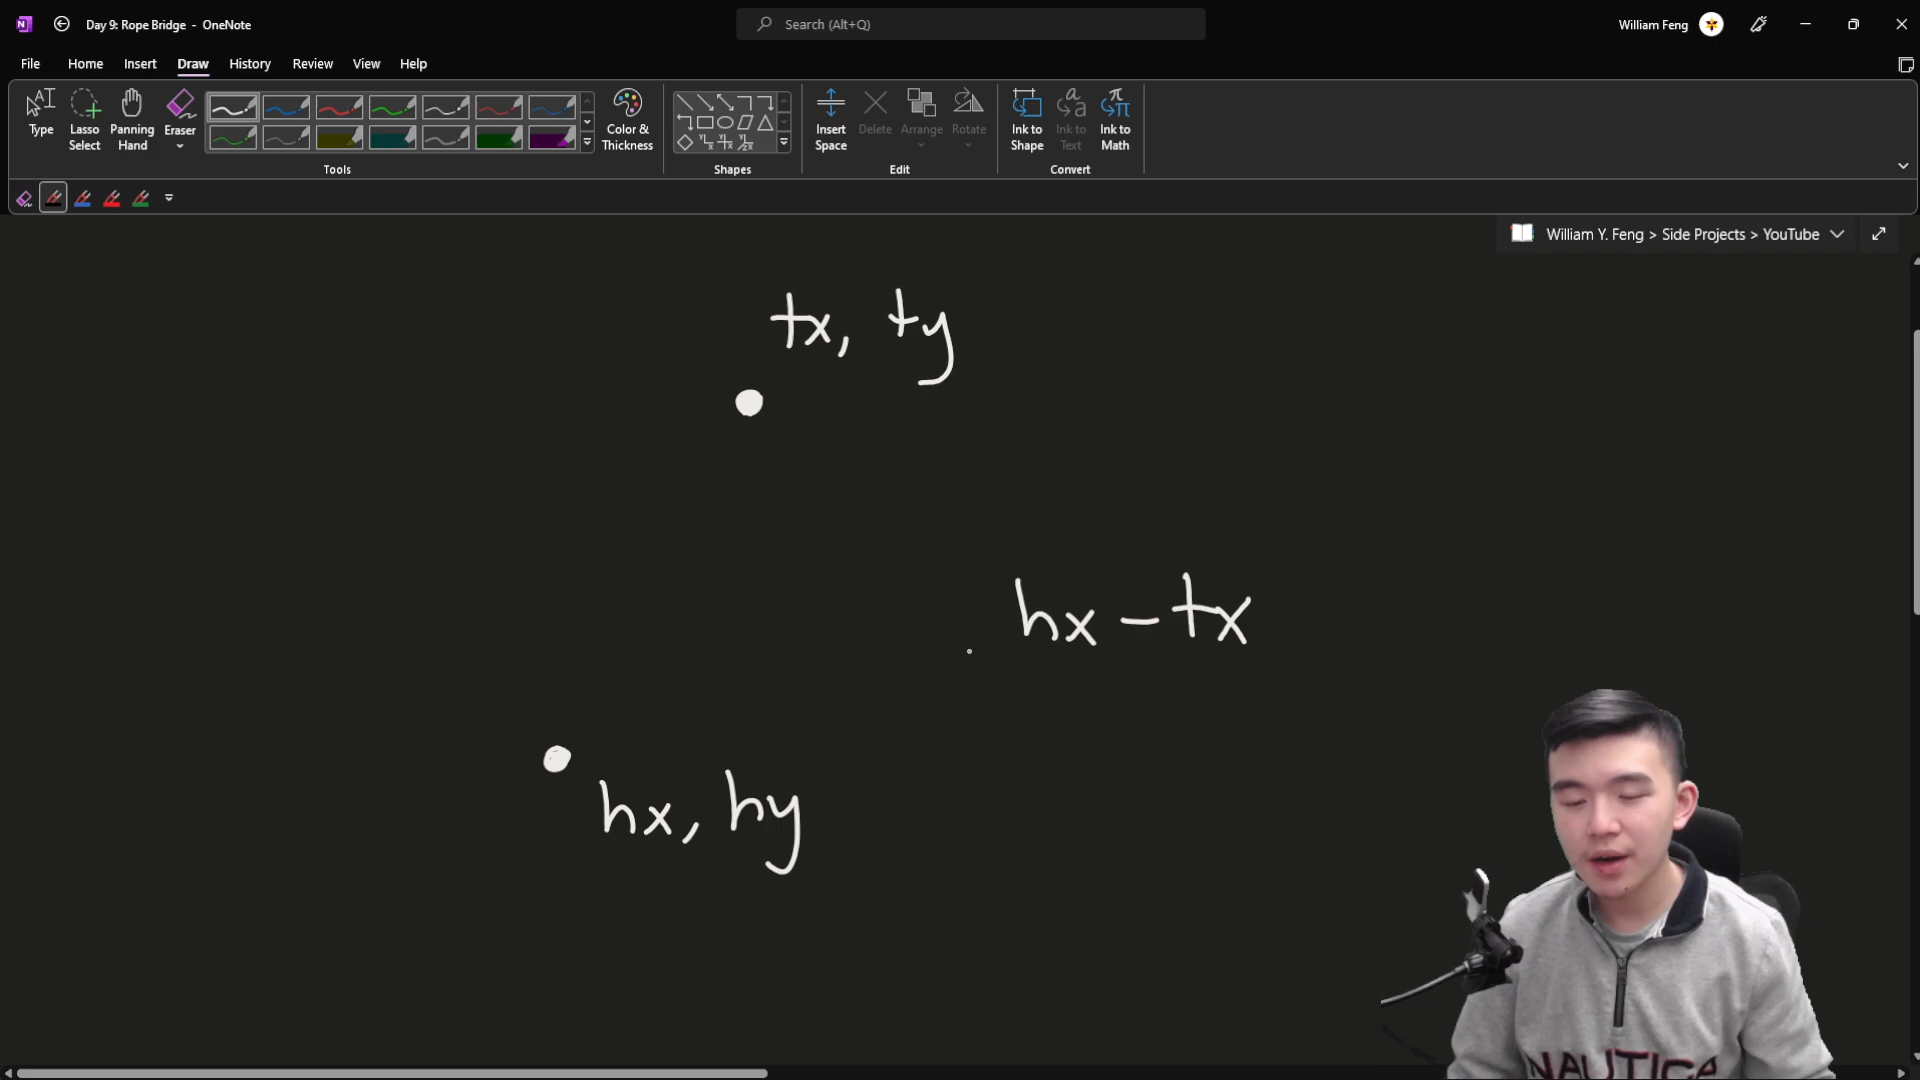 Day 9: Rope Bridge - OneNote
Search (Alt+Q)
William Feng
File Home Insert Draw History Review View Help
Type
Lasso Select
Panning Hand
Eraser
Color & Thickness
Insert Space
Delete
Arrange
Rotate
Ink to Shape
Ink to Text
Ink to Math
Tools
Shapes
Edit
Convert
William Y. Feng > Side Projects > YouTube
tx, ty
hx - tx
hx, hy
NAUTICA